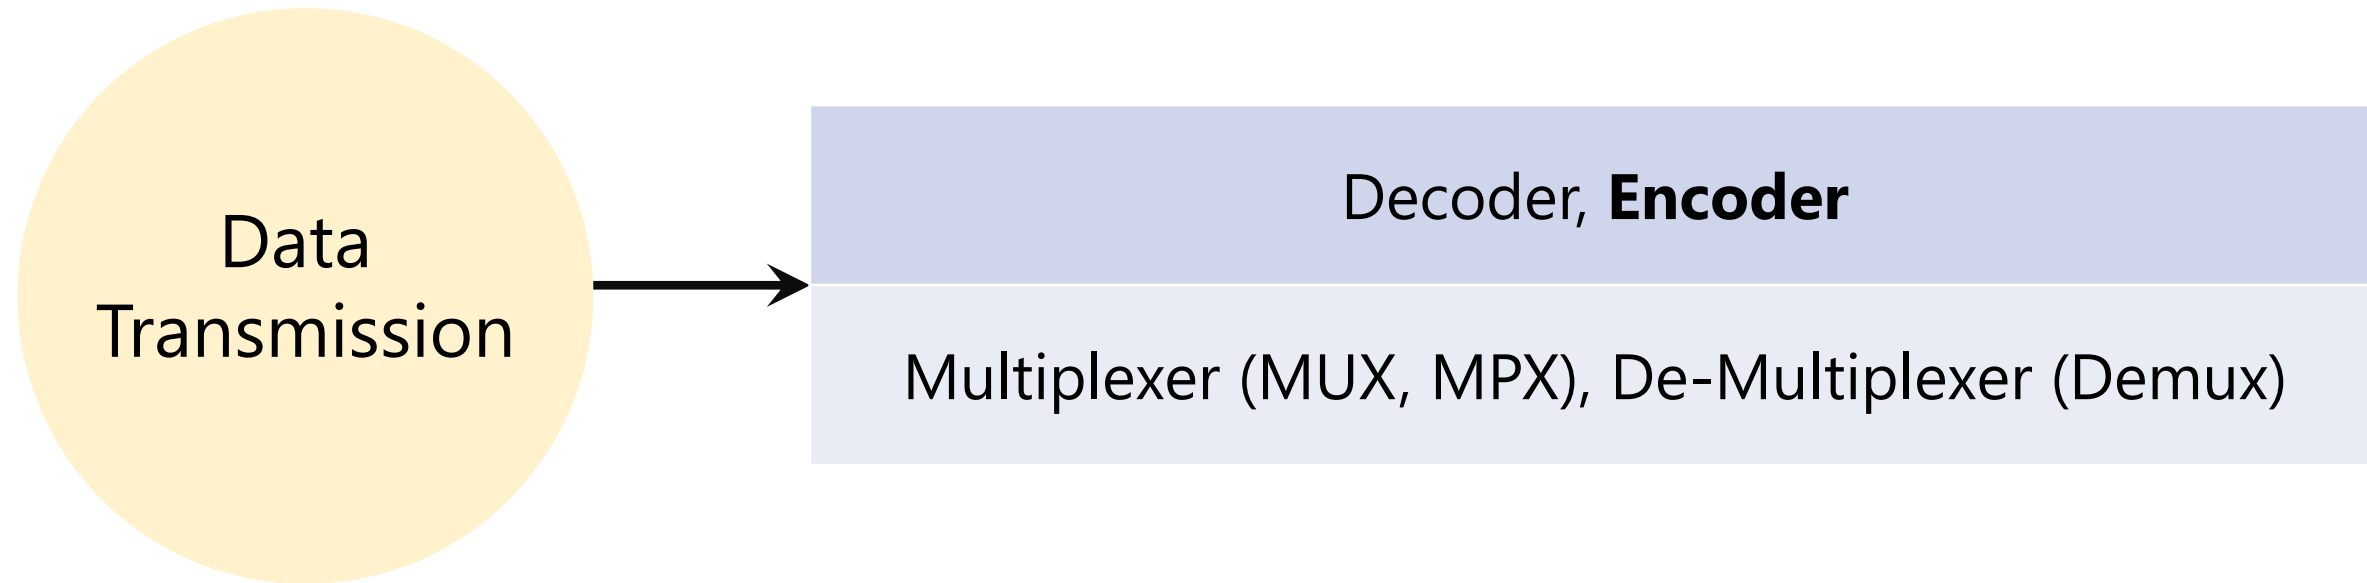 Data
Transmission
Decoder, Encoder
Multiplexer (MUX, MPX), De-Multiplexer (Demux)